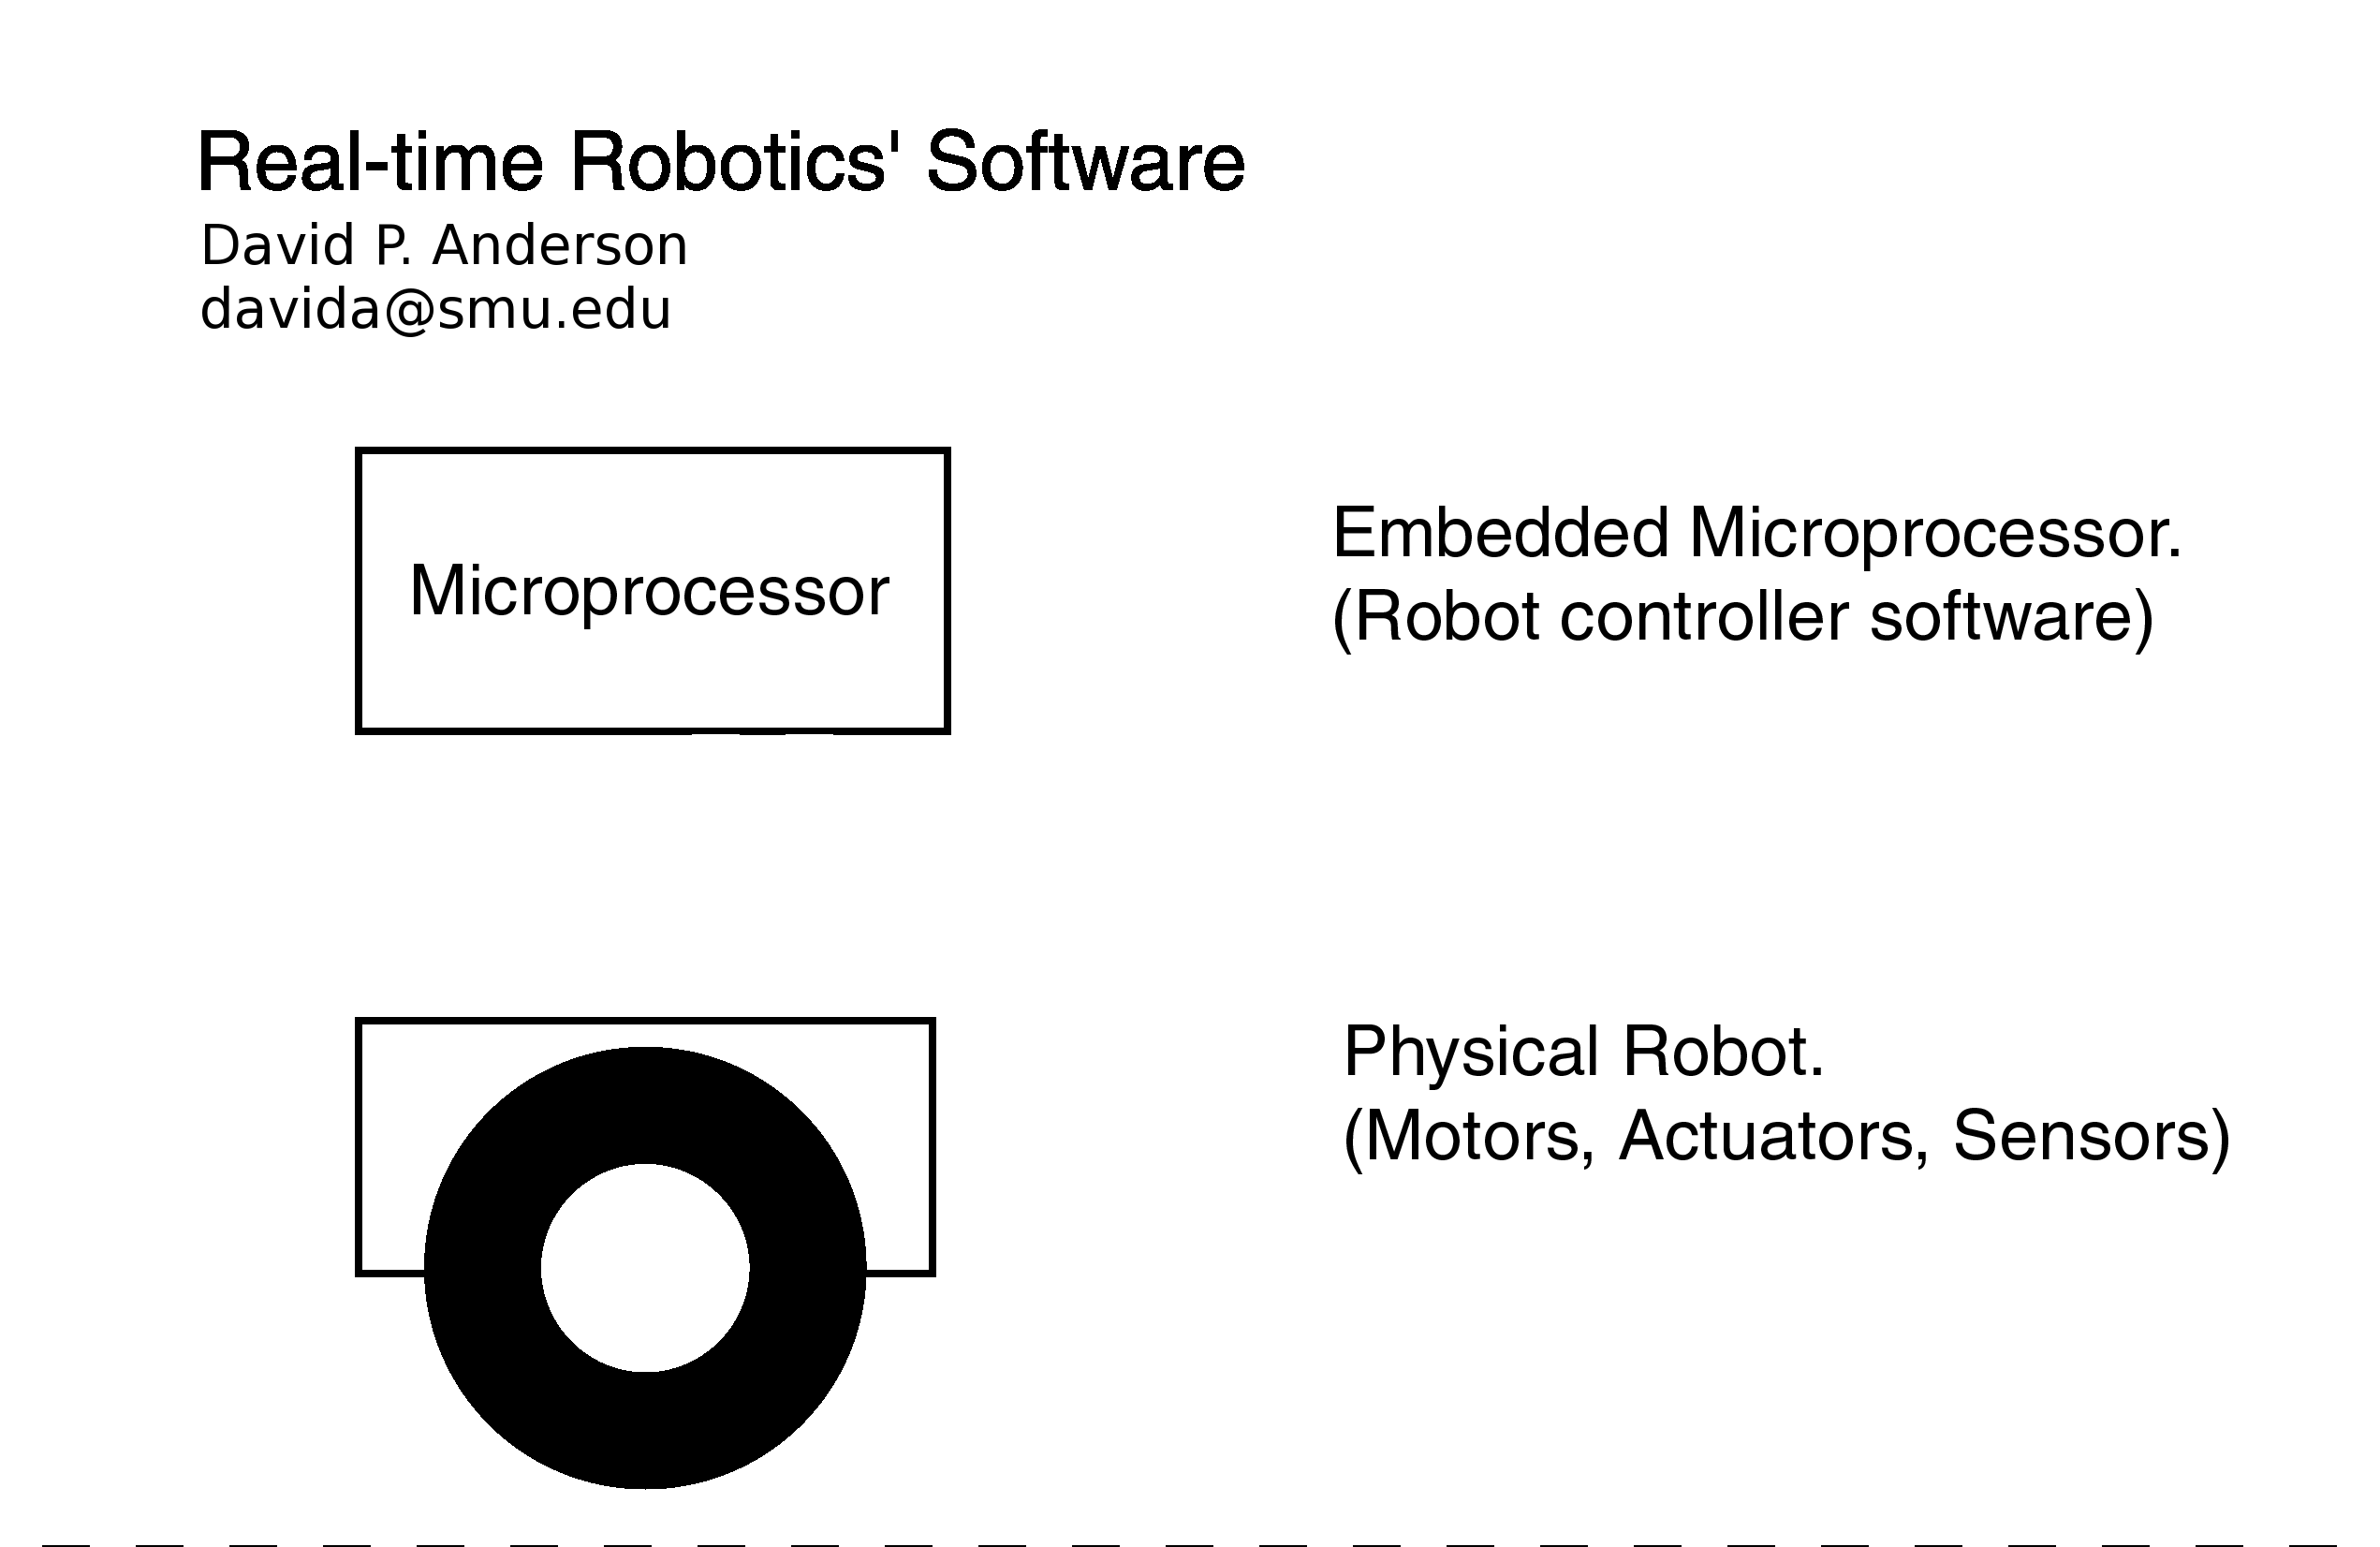 Real-time Robotics' Software
David P. Anderson
davida@smu.edu
Microprocessor
Embedded Microprocessor.
(Robot controller software)
Physical Robot.
(Motors, Actuators, Sensors)